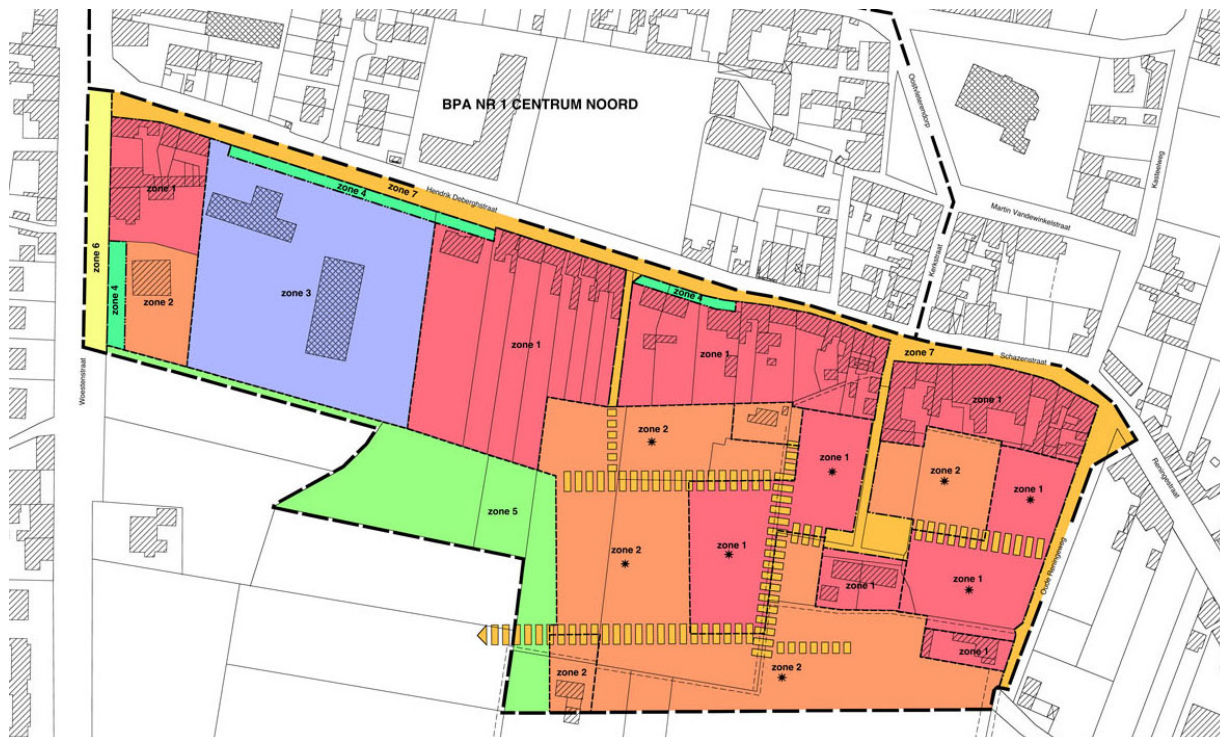 BPA NR 1 CENTRUM NOORD
Oostvleterendorp
Kasteelweg
zone 1
zone 4
zone 7
Hendrik Deberghstraat
Martin Vandewinkelstraat
Kerkstraat
zone 6
zone 4
zone 2
zone 3
zone 4
zone 1
zone 1
zone 7
Schazenstraat
Woestenstraat
zone 1
zone 2
zone 1
zone 2
zone 1
Reningestraat
zone 5
zone 2
zone 1
zone 1
zone 1
Oude Reningeweg
zone 1
zone 2
zone 2